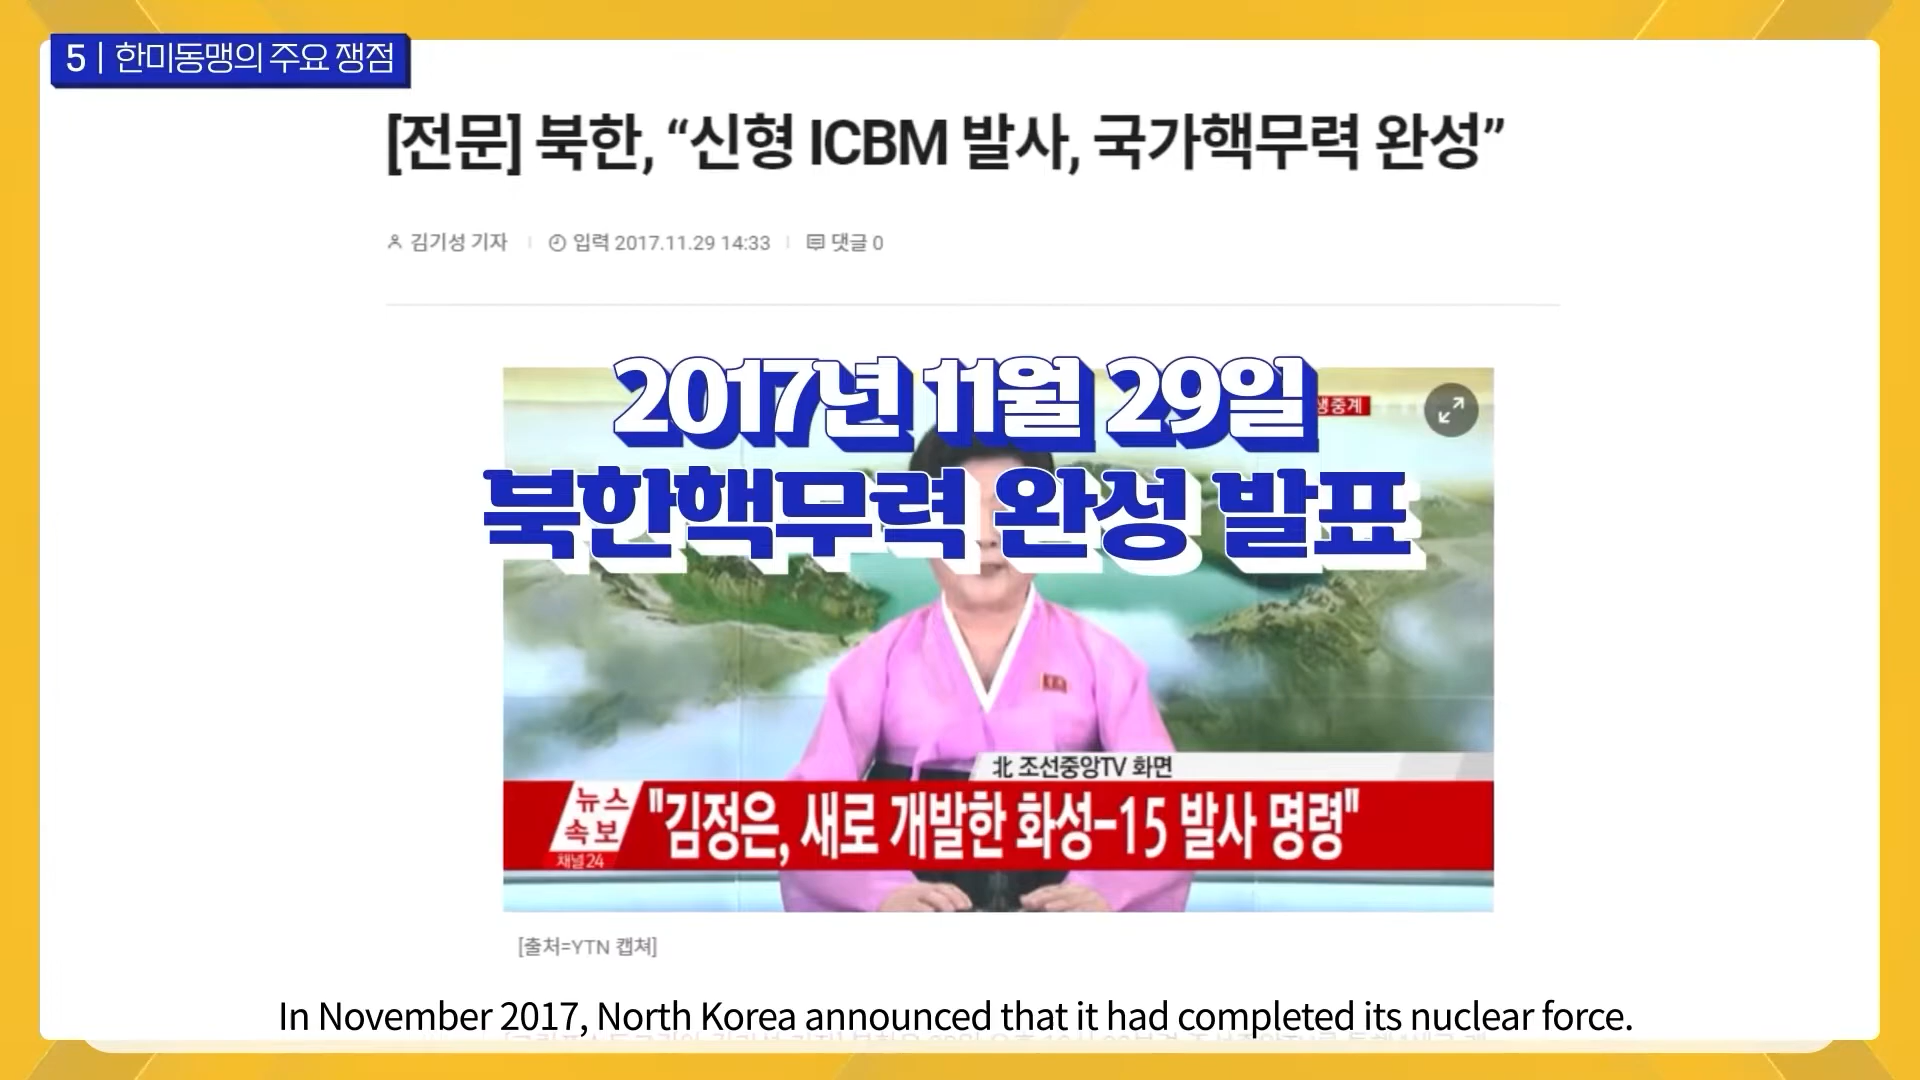 5 | 한미동맹의 주요 쟁점
[전문] 북한, “신형 ICBM 발사, 국가핵무력 완성”
김기성 기자 | 입력 2017.11.29 14:33 | 댓글 0
2017년 11월 29일
생중계
북한핵무력 완성 발표
北 조선중앙TV 화면
뉴스
속보
"김정은, 새로 개발한 화성-15 발사 명령"
채널24
[출처=YTN 캡쳐]
In November 2017, North Korea announced that it had completed its nuclear force.